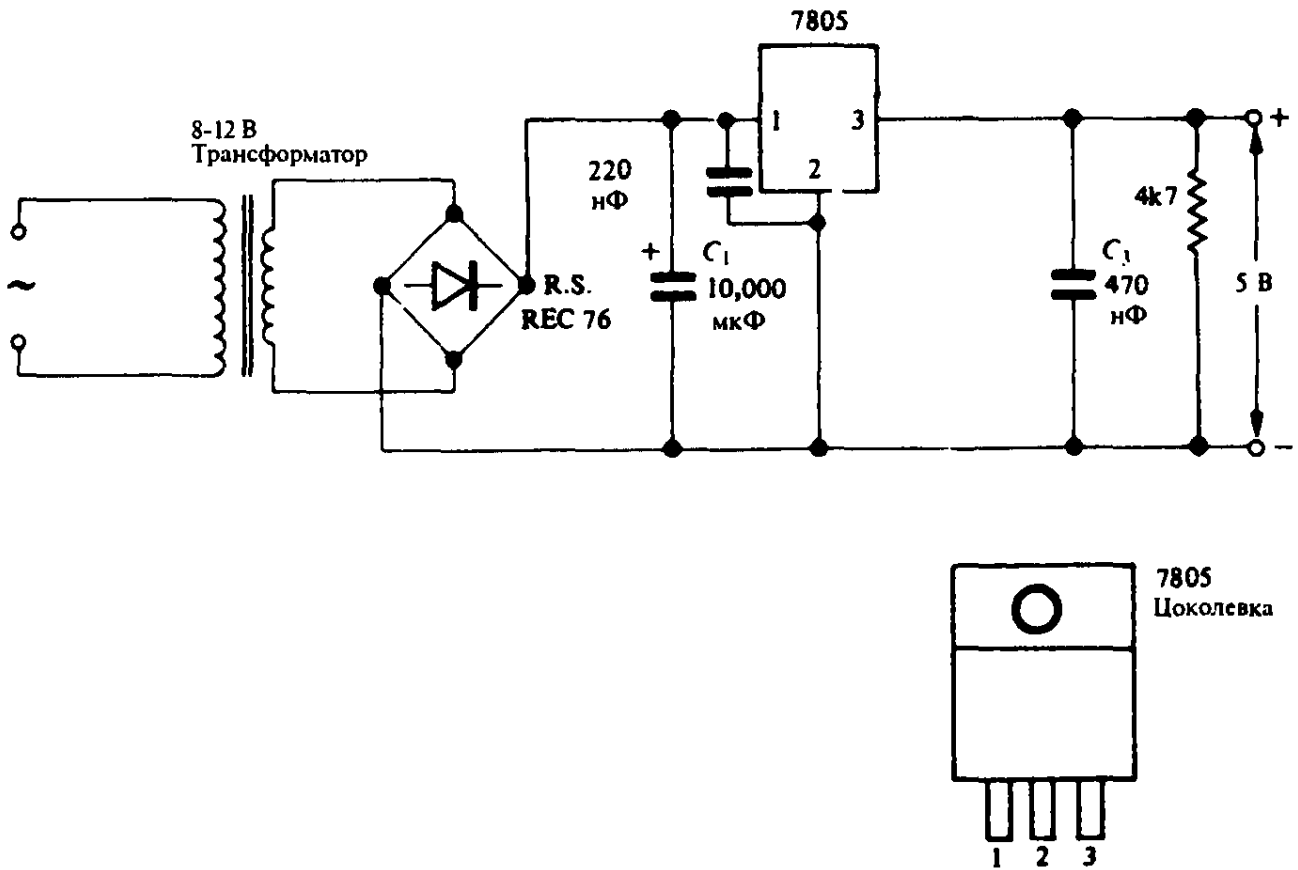 7805
8-12 В
Трансформатор
1
3
2
220
нФ
+
4k7
~
+ C₁
10,000
мкФ
C₃
470
нФ
R.S.
REC 76
5 В
−
7805
Цоколевка
1 2 3